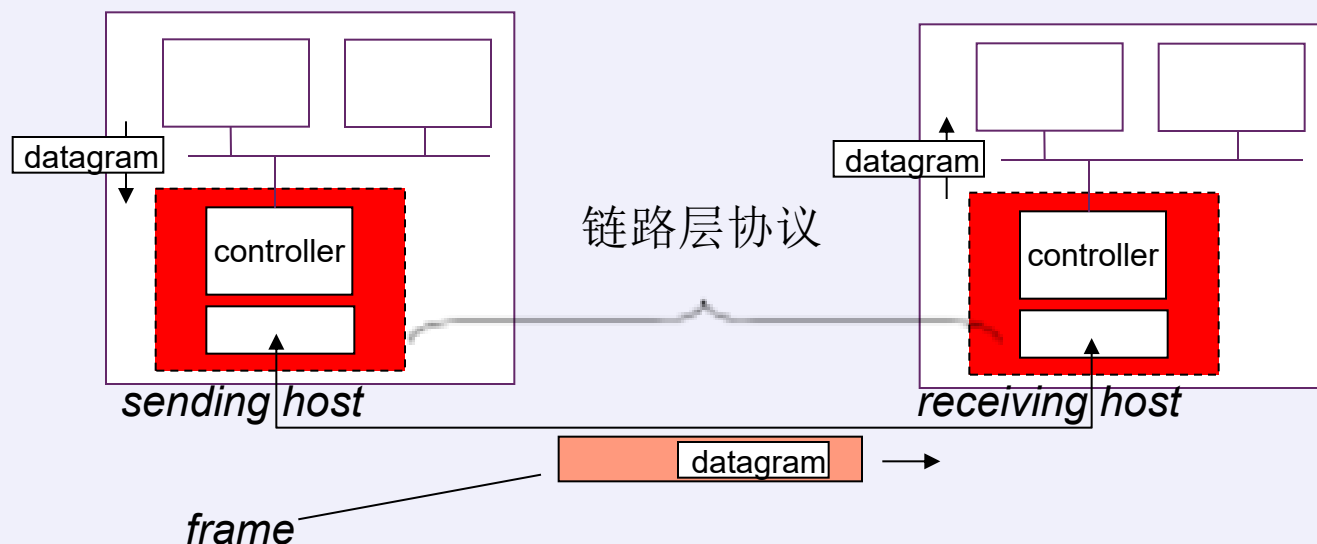 datagram
datagram
controller
链路层协议
controller
sending host
receiving host
datagram
frame